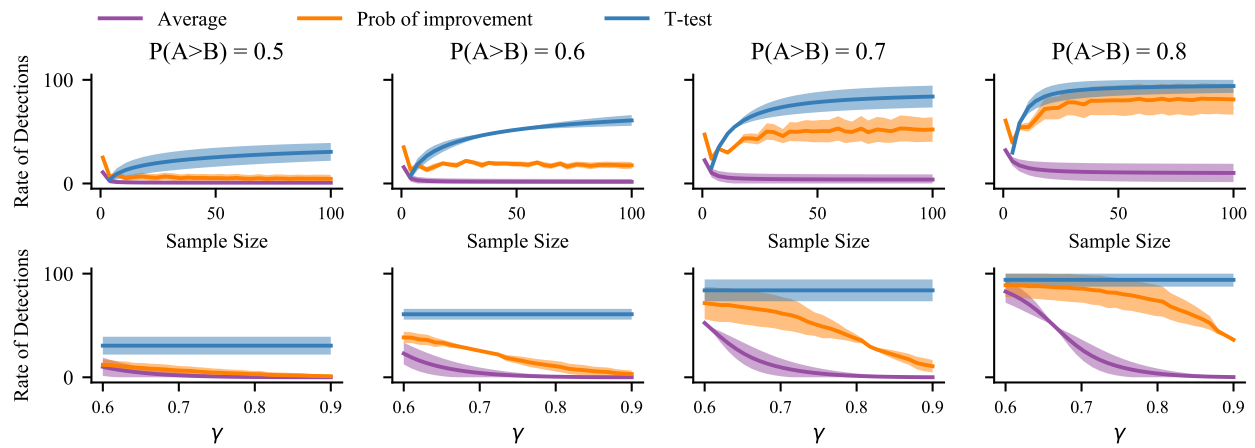 Average Prob of improvement T-test
P(A>B) = 0.5 P(A>B) = 0.6 P(A>B) = 0.7 P(A>B) = 0.8
Rate of Detections
100
0
0 50 100 0 50 100 0 50 100 0 50 100
Sample Size Sample Size Sample Size Sample Size
Rate of Detections
100
0
0.6 0.7 0.8 0.9 0.6 0.7 0.8 0.9 0.6 0.7 0.8 0.9 0.6 0.7 0.8 0.9
γ γ γ γ